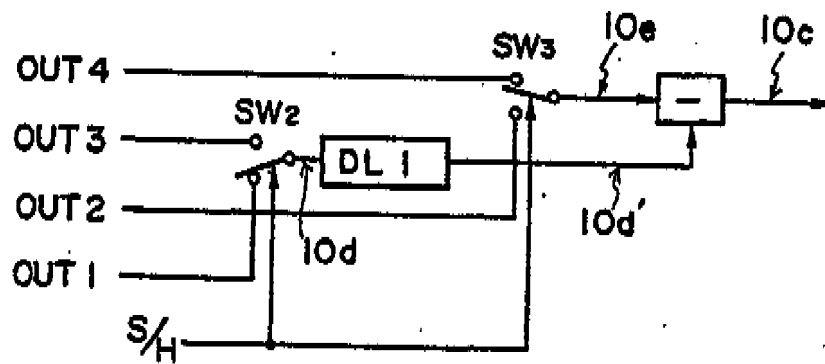 10e
10c
SW3
OUT 4
OUT 3
SW2
DL 1
OUT 2
10d
10d'
OUT 1
S/H
−